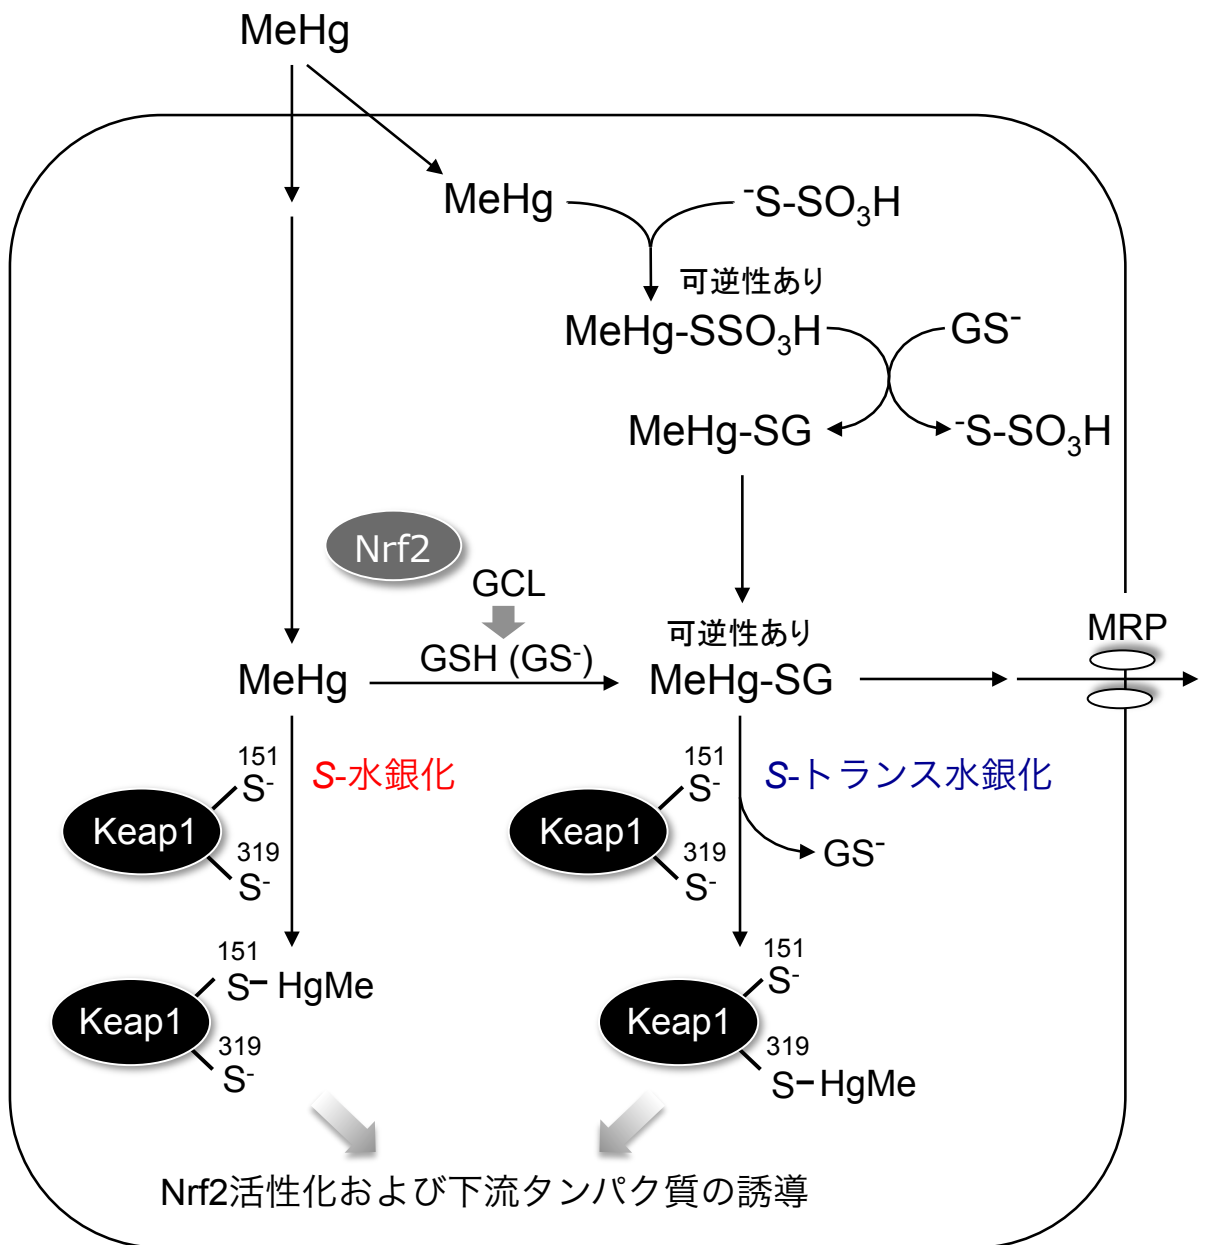 MeHg
MeHg
⁻S-SO₃H
可逆性あり
MeHg-SSO₃H
GS⁻
MeHg-SG
⁻S-SO₃H
Nrf2
GCL
GSH (GS⁻)
可逆性あり
MRP
MeHg
MeHg-SG
151
S⁻
S-水銀化
Keap1
319
S⁻
151
S⁻
S-トランス水銀化
Keap1
319
S⁻
GS⁻
151
S-HgMe
Keap1
319
S⁻
151
S⁻
Keap1
319
S-HgMe
Nrf2活性化および下流タンパク質の誘導